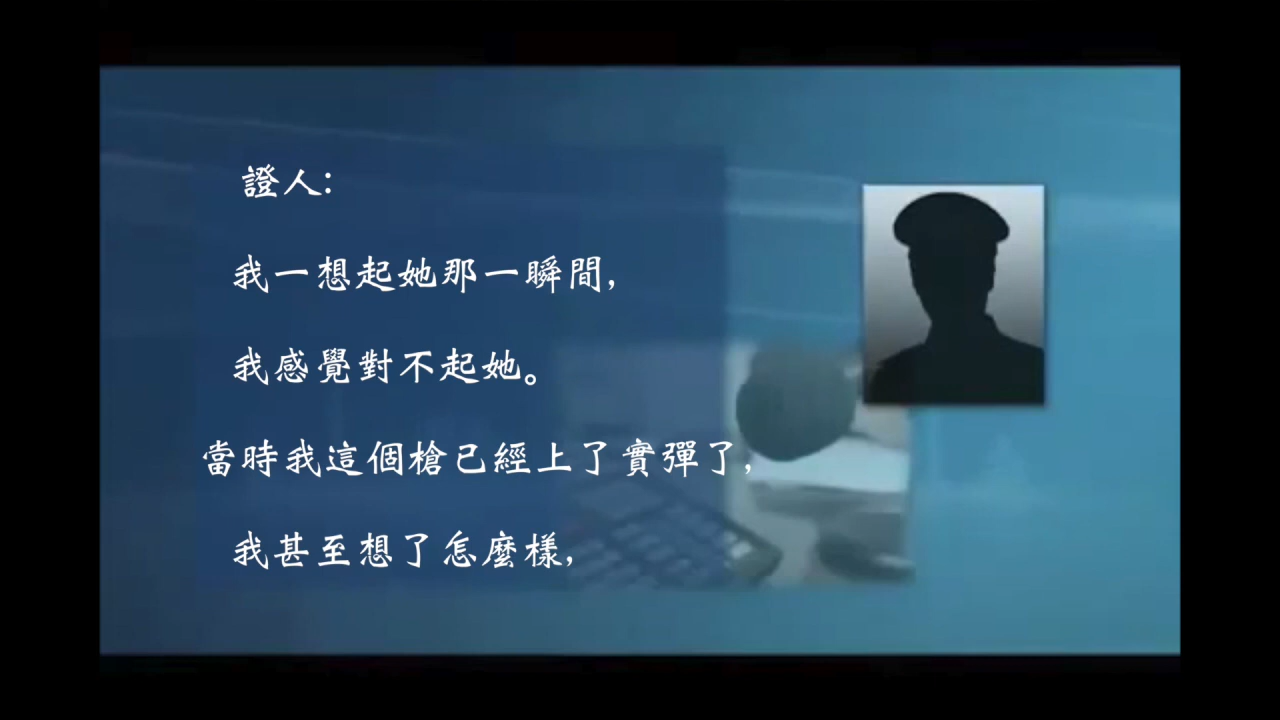 證人:
我一想起她那一瞬間,
我感覺對不起她。
當時我這個槍已經上了實彈了,
我甚至想了怎麼樣,